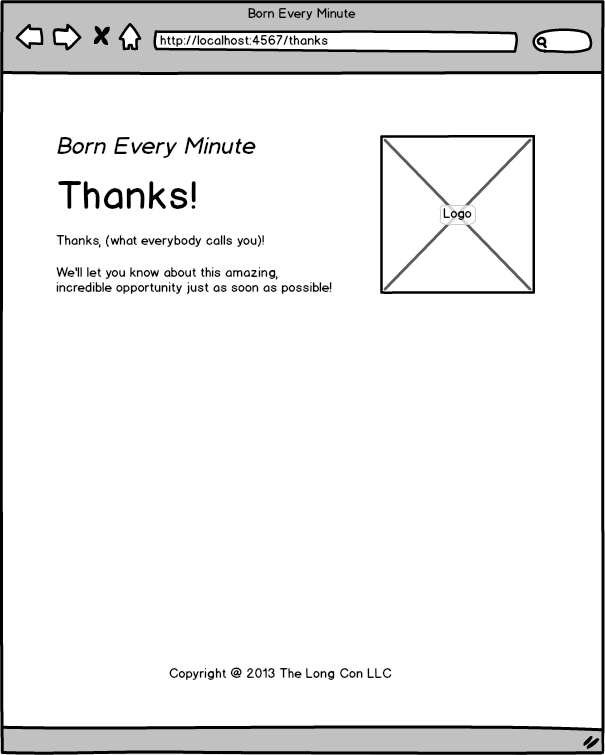 Born Every Minute
http://localhost:4567/thanks
Born Every Minute
Thanks!
Logo
Thanks, (what everybody calls you)!
We'll let you know about this amazing,
incredible opportunity just as soon as possible!
Copyright @ 2013 The Long Con LLC